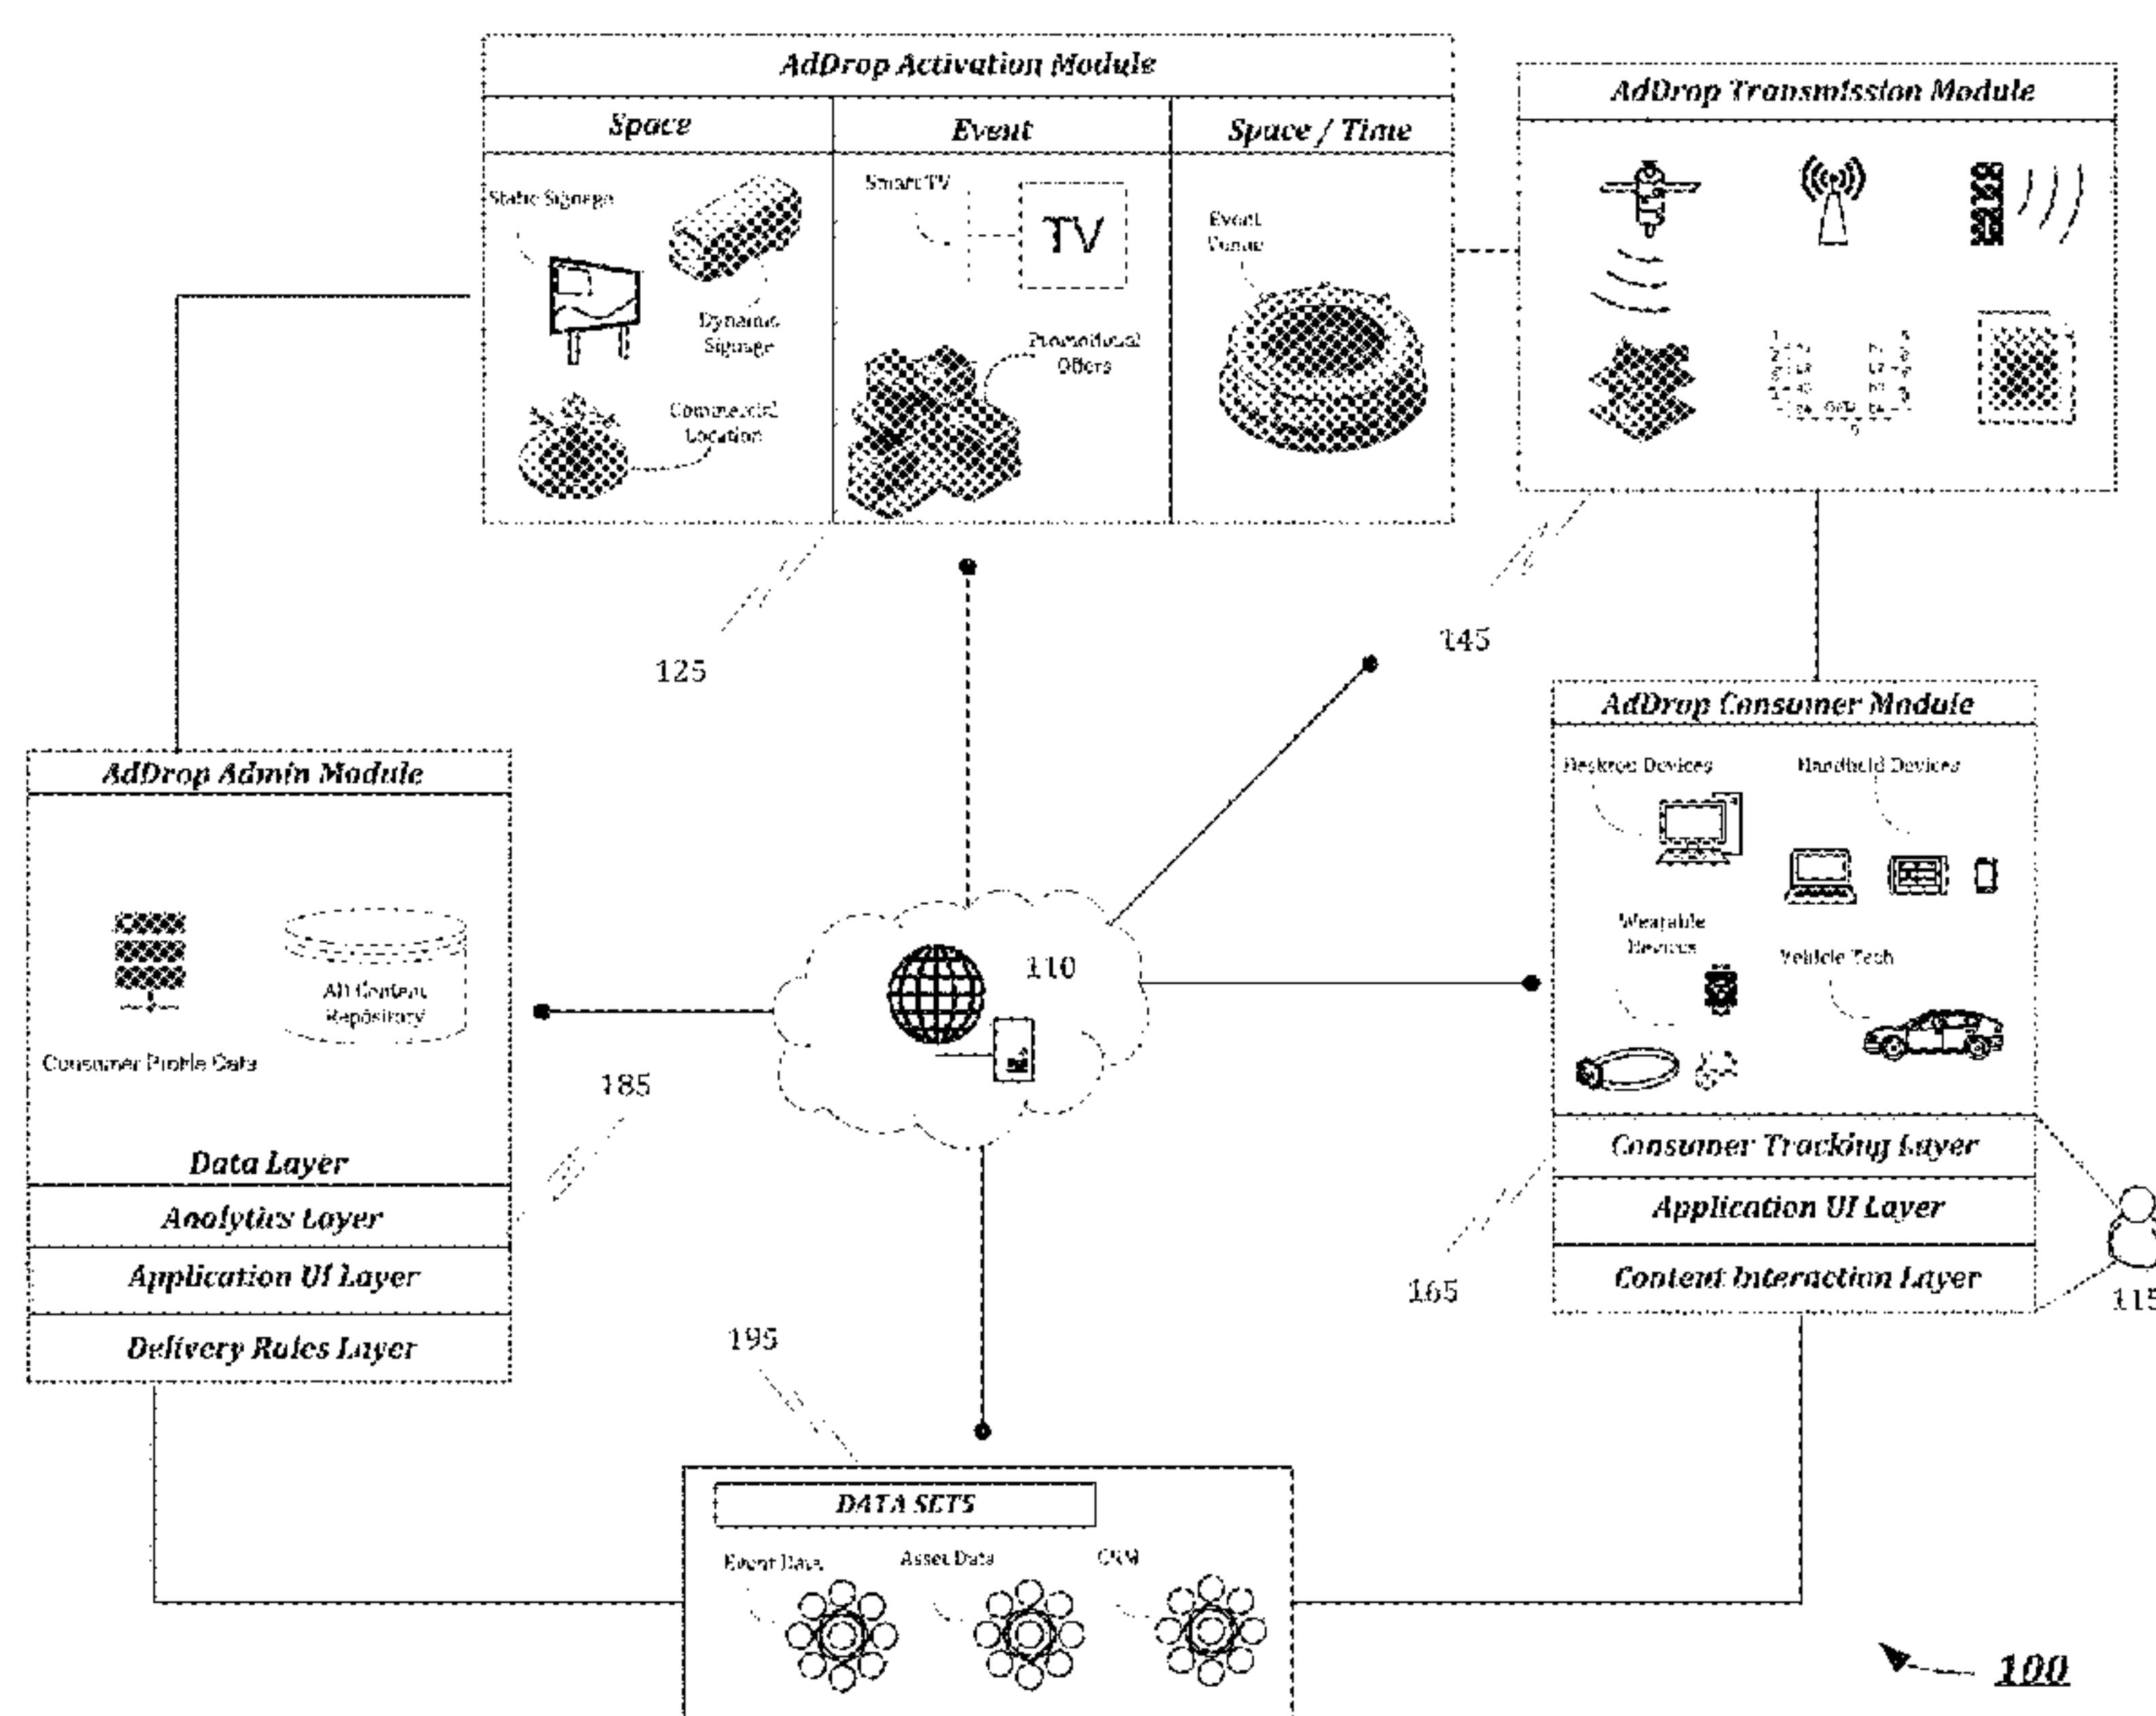 AdDrop Activation Module
Space
Event
Space / Time
Static Signage
Dynamic
Signage
Commercial
Location
Smart TV
TV
Promotional
Offers
Event
AdDrop Transmission Module
125
145
AdDrop Admin Module
Consumer Profile Data
AD Content
Repository
Data Layer
Analytics Layer
Application UI Layer
Delivery Rules Layer
185
110
AdDrop Consumer Module
Desktop Devices
Handheld Devices
Wearable
Devices
Vehicle Tech
Consumer Tracking Layer
Application UI Layer
Content Interaction Layer
165
115
195
DATA SETS
Event Data
Asset Data
CRM
100